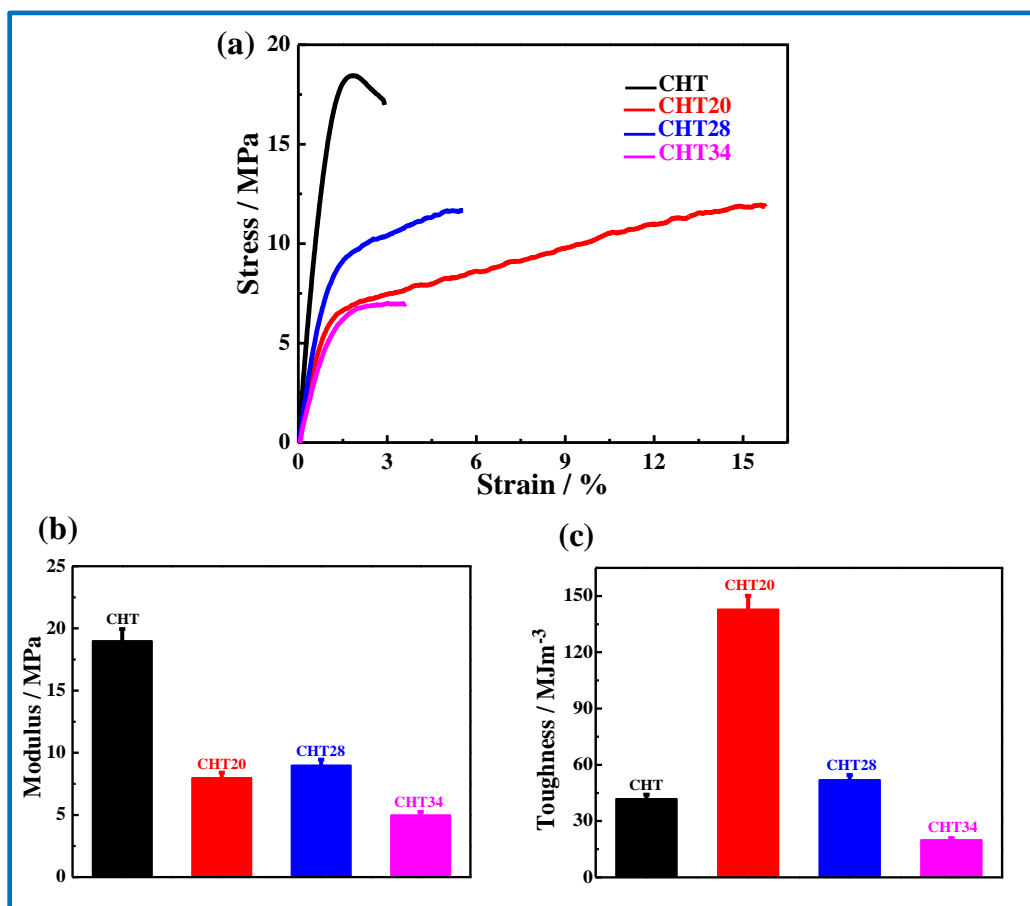 (a)
20
15
10
5
0
Stress / MPa
CHT
CHT20
CHT28
CHT34
0 3 6 9 12 15
Strain / %
(b)
25
20
15
10
5
0
Modulus / MPa
CHT
CHT20
CHT28
CHT34
(c)
150
120
90
60
30
0
Toughness / MJm-3
CHT
CHT20
CHT28
CHT34